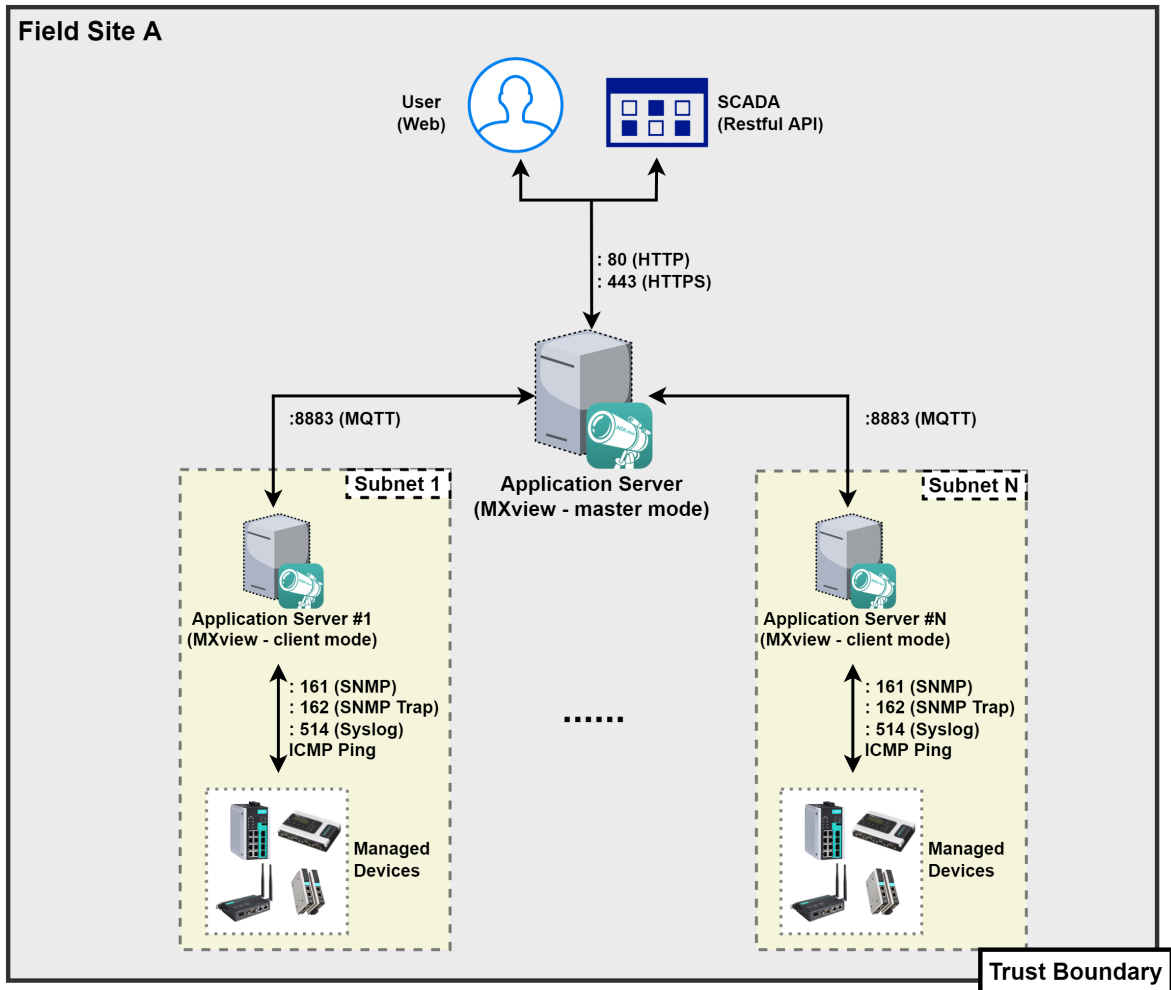 Field Site A
User
(Web)
SCADA
(Restful API)
: 80 (HTTP)
: 443 (HTTPS)
:8883 (MQTT)
:8883 (MQTT)
Application Server
(MXview - master mode)
Subnet 1
Subnet N
Application Server #1
(MXview - client mode)
Application Server #N
(MXview - client mode)
: 161 (SNMP)
: 162 (SNMP Trap)
: 514 (Syslog)
ICMP Ping
......
: 161 (SNMP)
: 162 (SNMP Trap)
: 514 (Syslog)
ICMP Ping
Managed
Devices
Managed
Devices
Trust Boundary